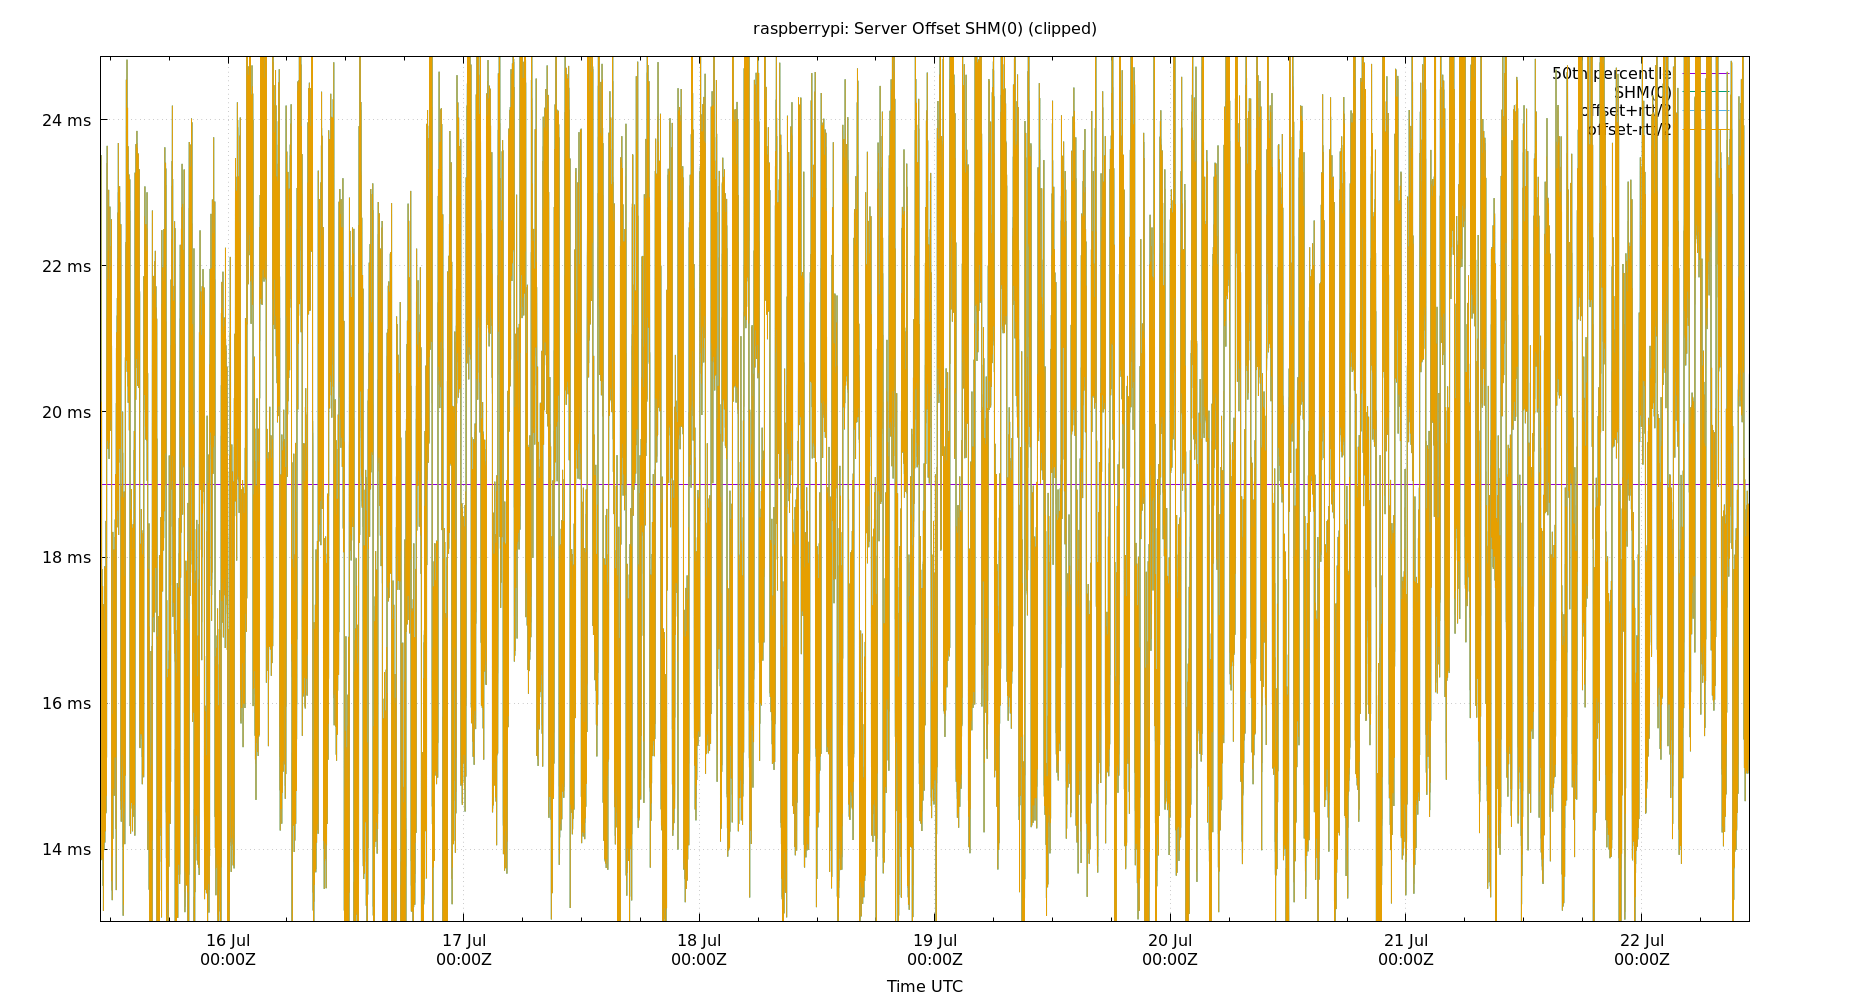 raspberrypi: Server Offset SHM(0) (clipped)
50th percentile
SHM(0)
offset+rtt/2
offset-rtt/2
24 ms
22 ms
20 ms
18 ms
16 ms
14 ms
16 Jul 17 Jul 18 Jul 19 Jul 20 Jul 21 Jul 22 Jul
00:00Z 00:00Z 00:00Z 00:00Z 00:00Z 00:00Z 00:00Z
Time UTC